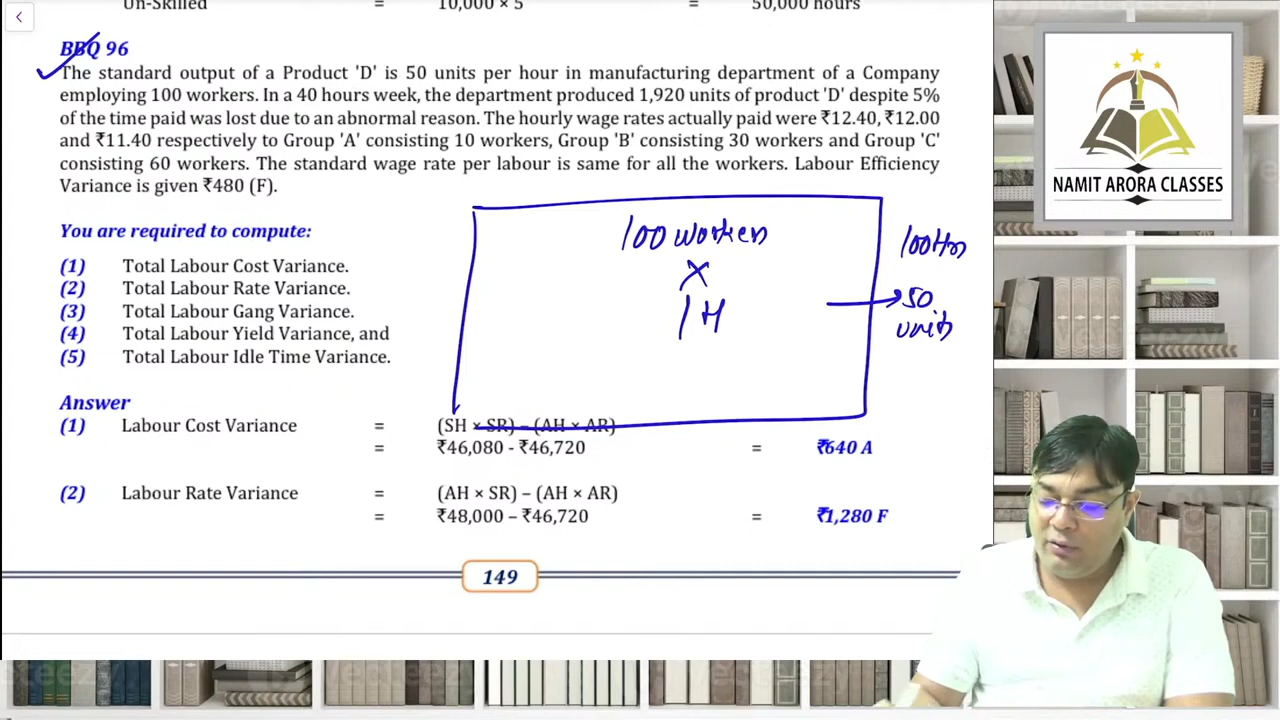 Un-Skilled = 10,000 × 5 = 50,000 hours
BBQ 96
The standard output of a Product 'D' is 50 units per hour in manufacturing department of a Company
employing 100 workers. In a 40 hours week, the department produced 1,920 units of product 'D' despite 5%
of the time paid was lost due to an abnormal reason. The hourly wage rates actually paid were ₹12.40, ₹12.00
and ₹11.40 respectively to Group 'A' consisting 10 workers, Group 'B' consisting 30 workers and Group 'C'
consisting 60 workers. The standard wage rate per labour is same for all the workers. Labour Efficiency
Variance is given ₹480 (F).
You are required to compute:
(1) Total Labour Cost Variance.
(2) Total Labour Rate Variance.
(3) Total Labour Gang Variance.
(4) Total Labour Yield Variance, and
(5) Total Labour Idle Time Variance.
100 workers
×
1 H
100 Hrs
50
units
Answer
(1) Labour Cost Variance = (SH × SR) – (AH × AR)
= ₹46,080 - ₹46,720 = ₹640 A
(2) Labour Rate Variance = (AH × SR) – (AH × AR)
= ₹48,000 – ₹46,720 = ₹1,280 F
149
NAMIT ARORA CLASSES